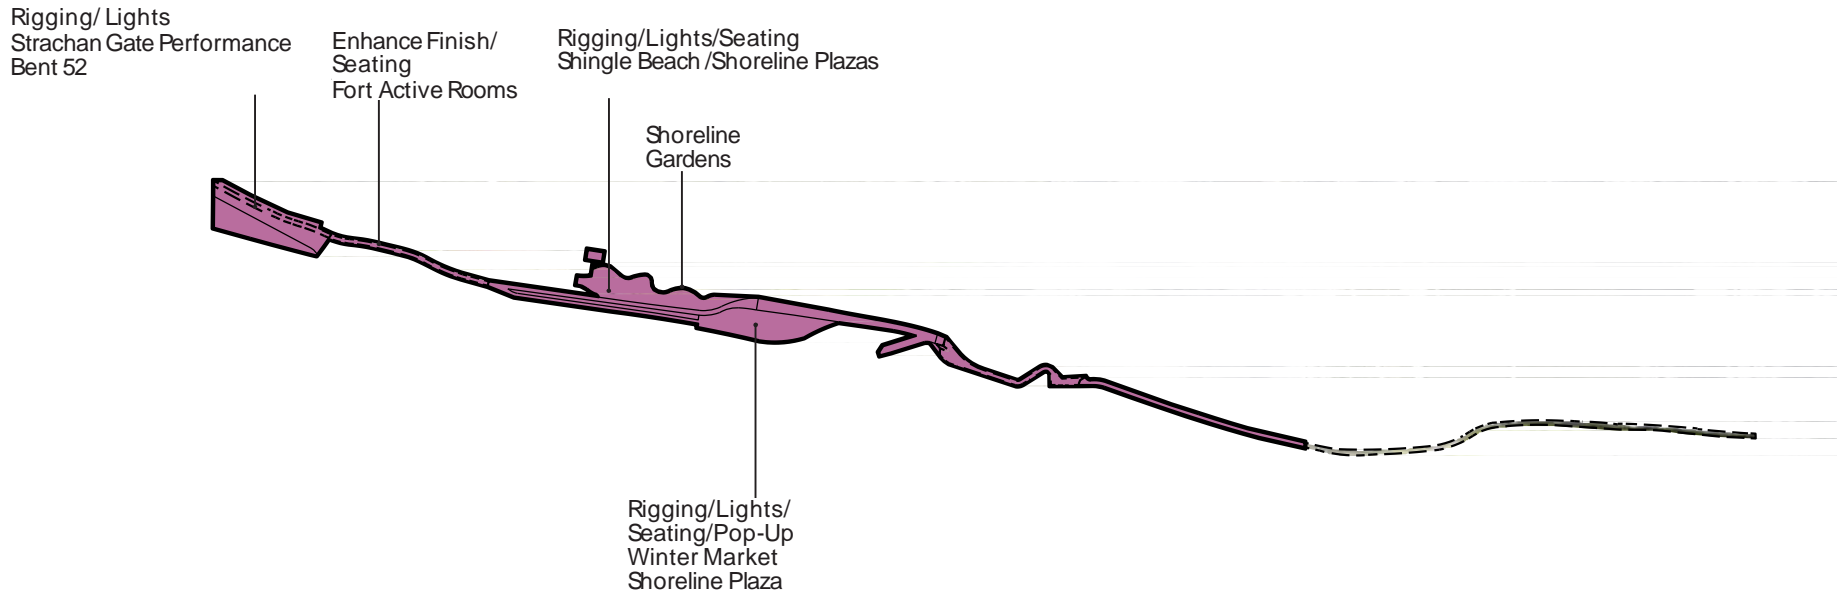 Rigging/ Lights
Strachan Gate Performance
Bent 52
Enhance Finish/
Seating
Fort Active Rooms
Rigging/Lights/Seating
Shingle Beach /Shoreline Plazas
Shoreline
Gardens
Rigging/Lights/
Seating/Pop-Up
Winter Market
Shoreline Plaza